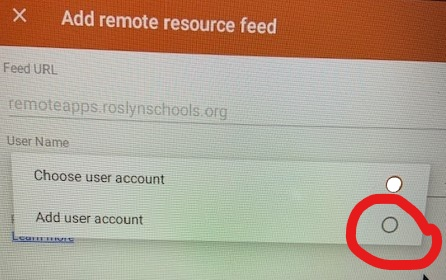 Add remote resource feed
Feed URL
remoteapps.roslynschools.org
User Name
Choose user account
Add user account
Learn more